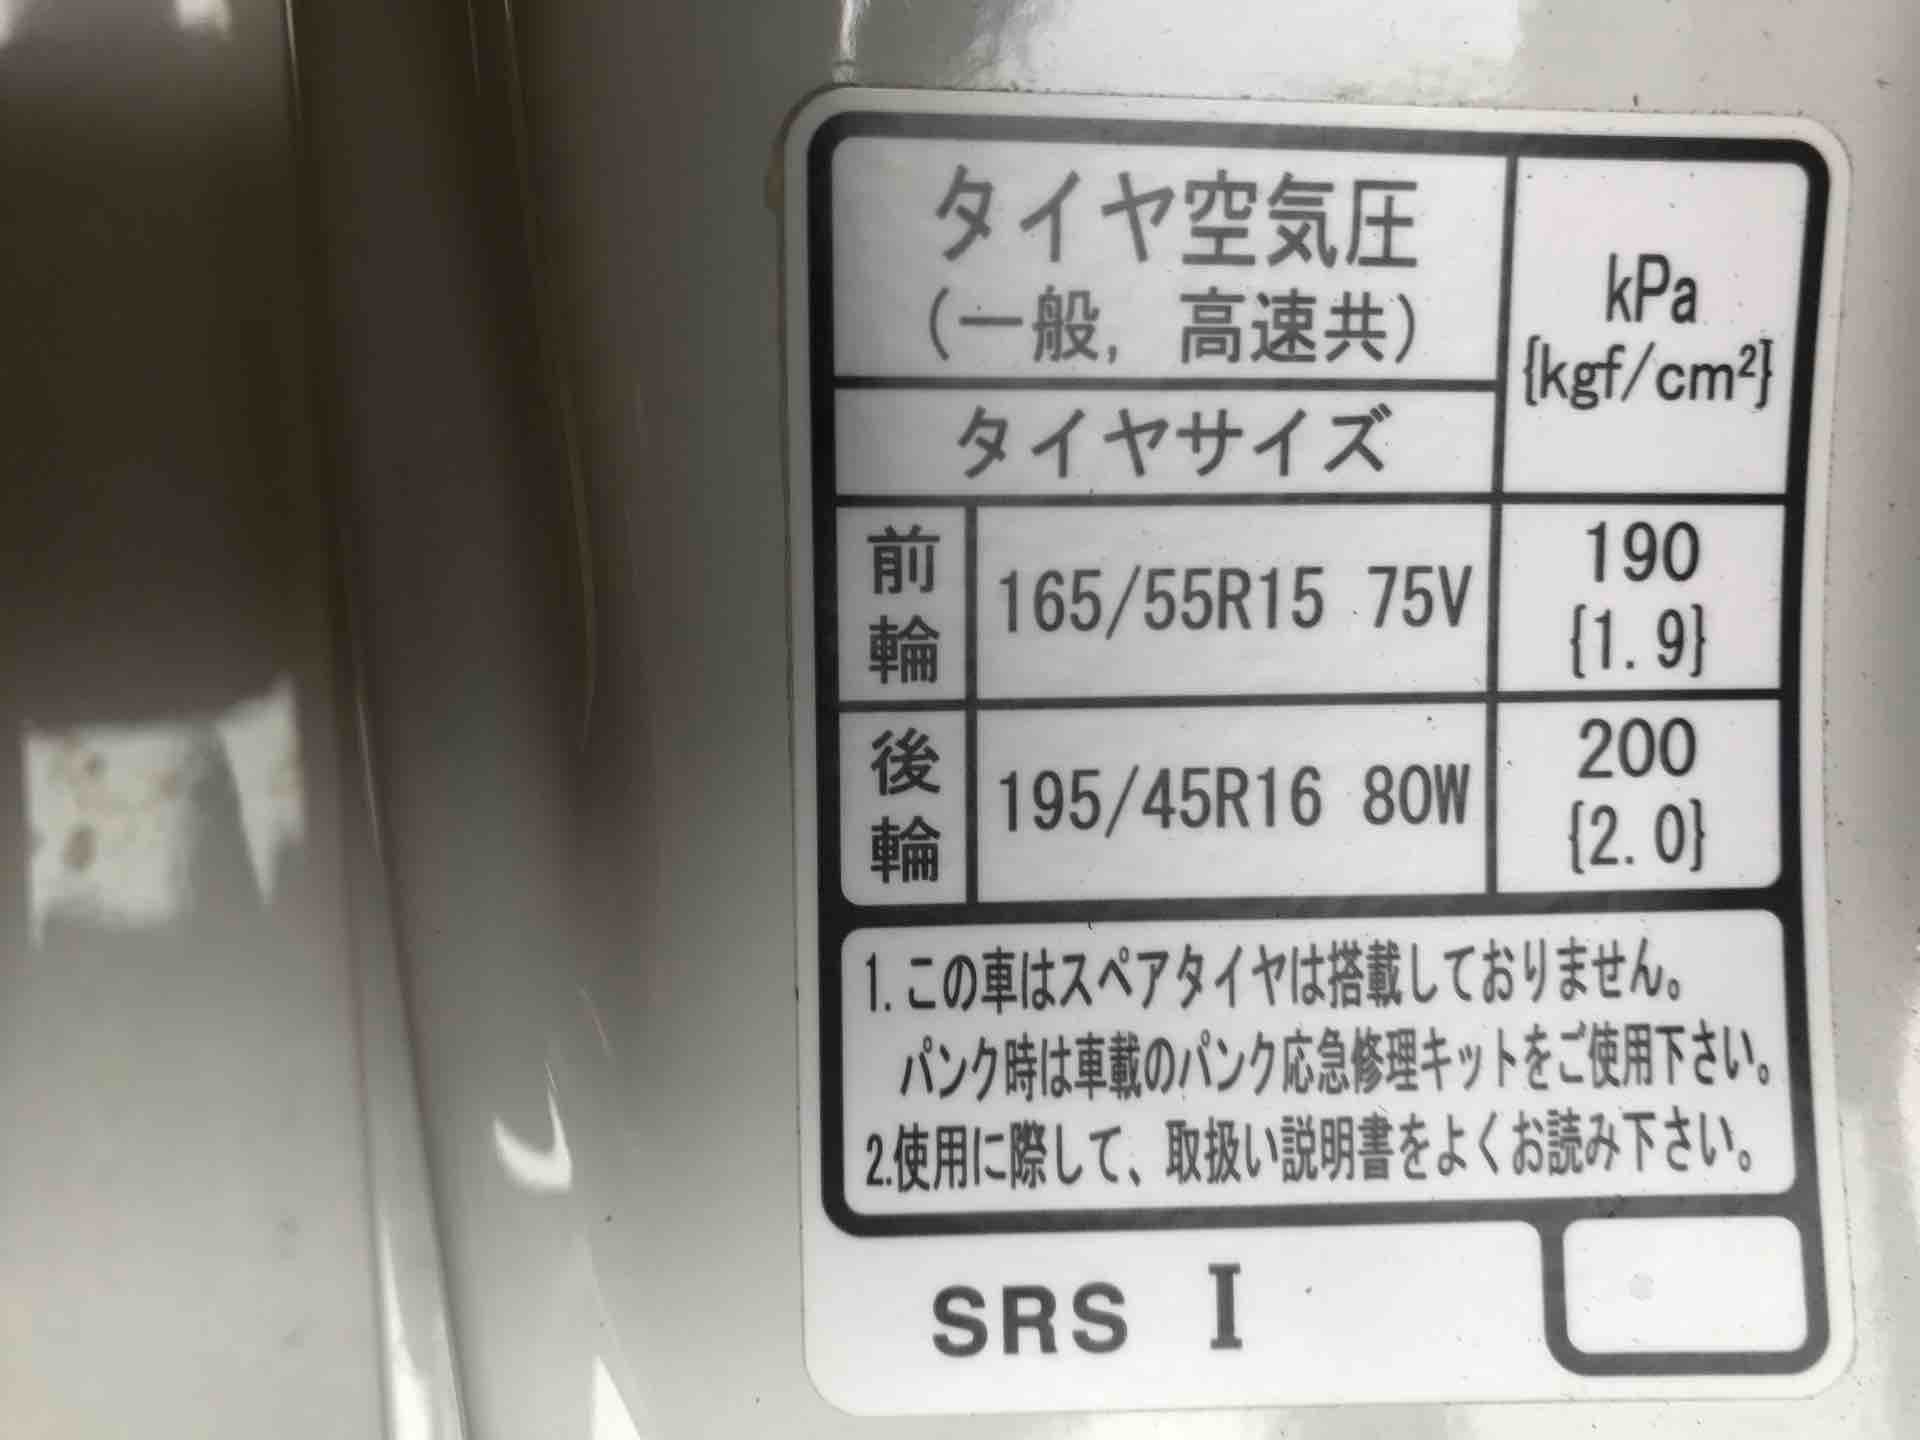 タイヤ空気圧
(一般, 高速共)
kPa
{kgf/cm²}
タイヤサイズ
前輪
165/55R15 75V
190
{1.9}
後輪
195/45R16 80W
200
{2.0}
1.この車はスペアタイヤは搭載しておりません。
パンク時は車載のパンク応急修理キットをご使用下さい。
2.使用に際して、取扱い説明書をよくお読み下さい。
SRS I